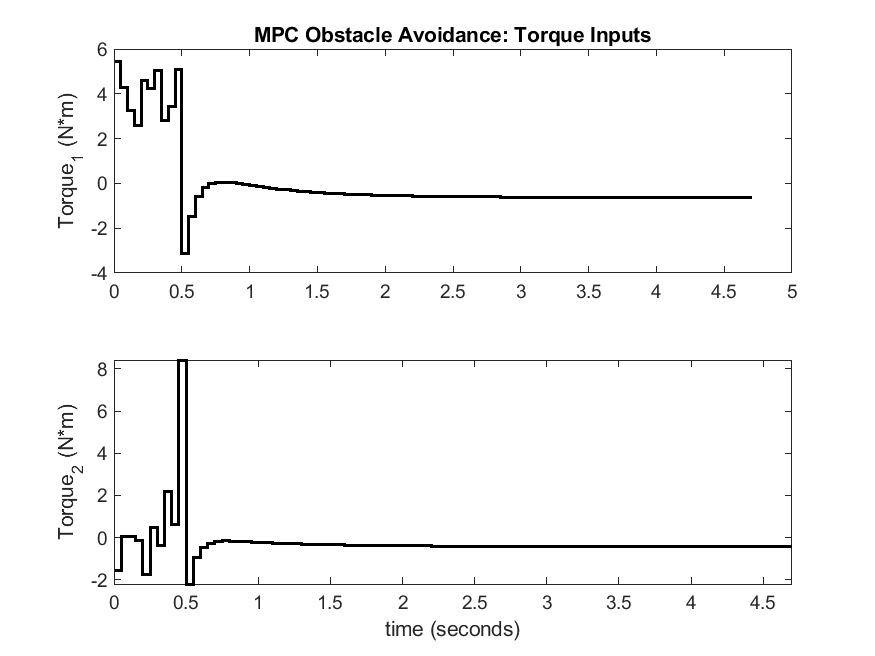 MPC Obstacle Avoidance: Torque Inputs
6
4
2
0
-2
-4
Torque1 (N*m)
0 0.5 1 1.5 2 2.5 3 3.5 4 4.5 5
8
6
4
2
0
-2
Torque2 (N*m)
0 0.5 1 1.5 2 2.5 3 3.5 4 4.5
time (seconds)